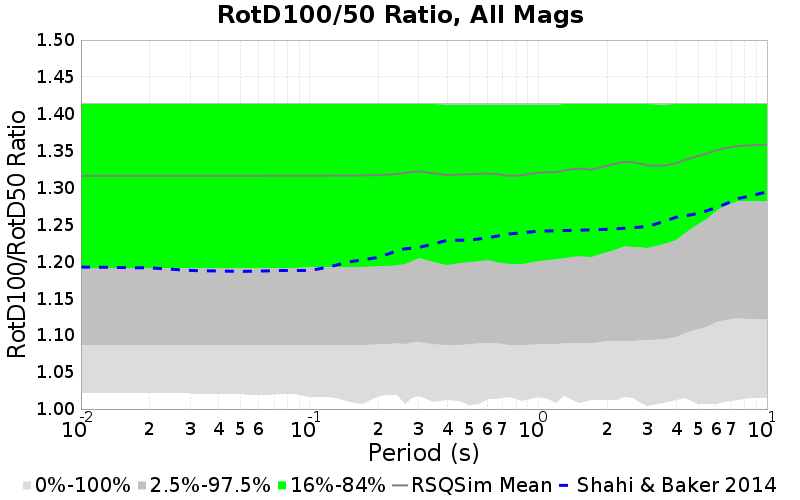 RotD100/50 Ratio, All Mags
RotD100/RotD50 Ratio
1.50
1.45
1.40
1.35
1.30
1.25
1.20
1.15
1.10
1.05
1.00
10-2 2 3 4 5 6 10-1 2 3 4 5 6 7 100 2 3 4 5 6 7 101
Period (s)
0%-100% 2.5%-97.5% 16%-84% RSQSim Mean Shahi & Baker 2014